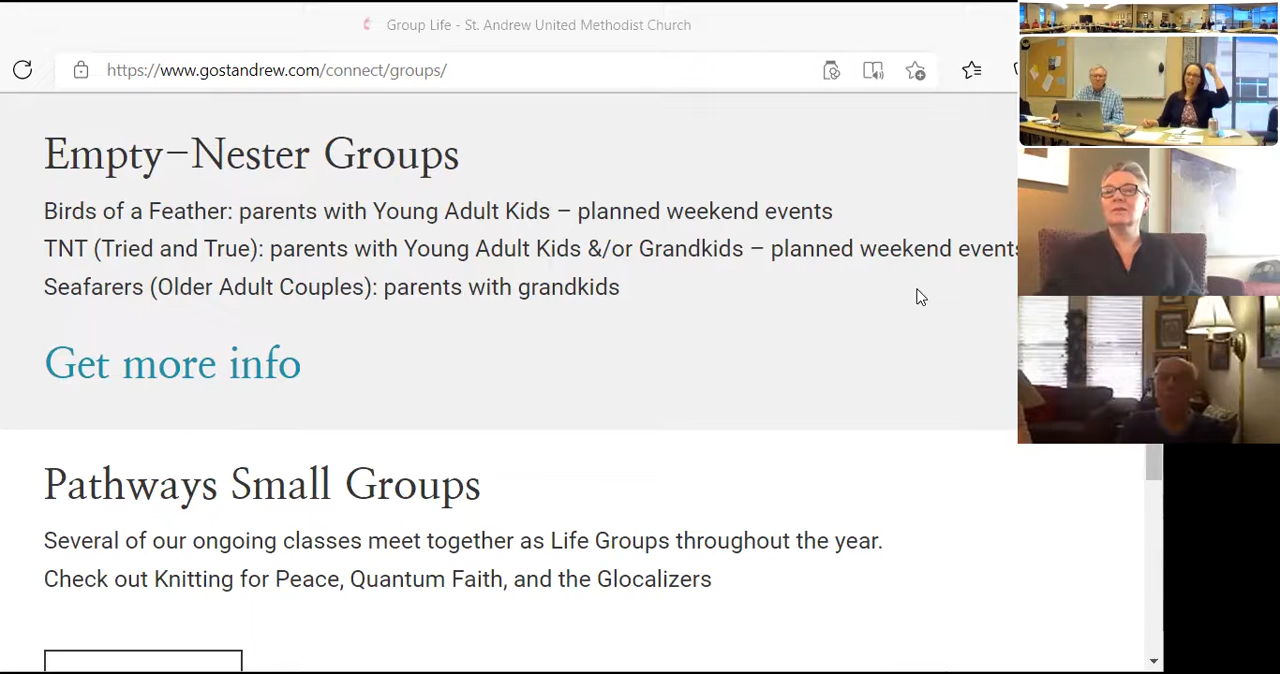 Group Life - St. Andrew United Methodist Church
https://www.gostandrew.com/connect/groups/
Empty-Nester Groups
Birds of a Feather: parents with Young Adult Kids – planned weekend events
TNT (Tried and True): parents with Young Adult Kids &/or Grandkids – planned weekend events
Seafarers (Older Adult Couples): parents with grandkids
Get more info
Pathways Small Groups
Several of our ongoing classes meet together as Life Groups throughout the year.
Check out Knitting for Peace, Quantum Faith, and the Glocalizers